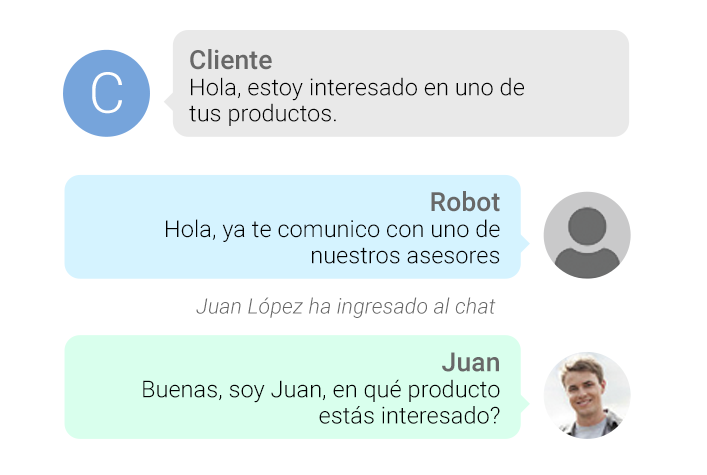 C
Cliente
Hola, estoy interesado en uno de
tus productos.
Robot
Hola, ya te comunico con uno de
nuestros asesores
Juan López ha ingresado al chat
Juan
Buenas, soy Juan, en qué producto
estás interesado?